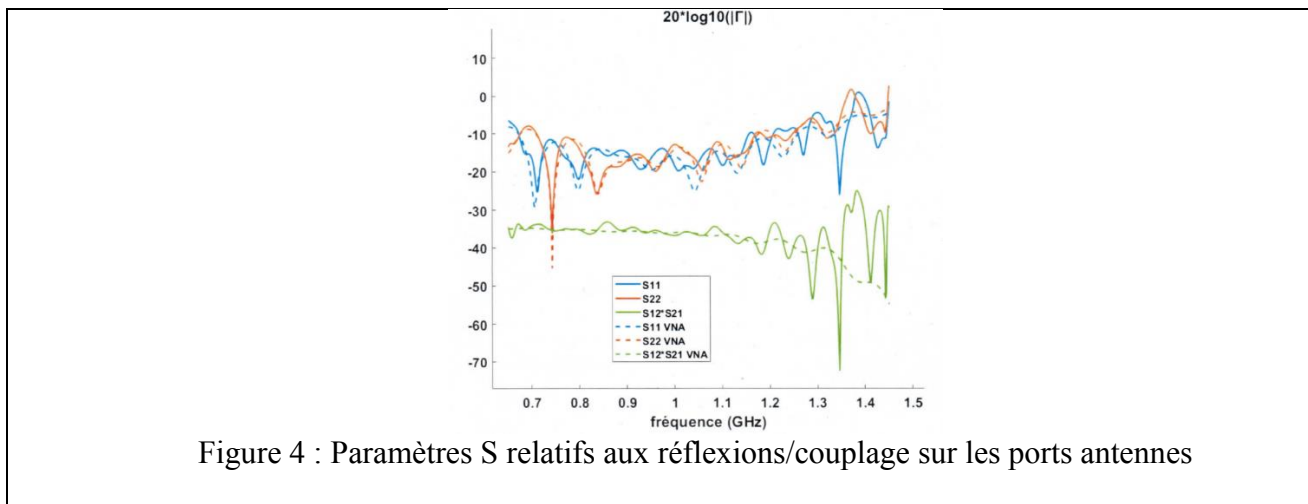 20*log10(|Γ|)
10
0
-10
-20
-30
-40
-50
-60
-70
S11
S22
S12*S21
S11 VNA
S22 VNA
S12*S21 VNA
0.7 0.8 0.9 1 1.1 1.2 1.3 1.4 1.5
fréquence (GHz)
Figure 4 : Paramètres S relatifs aux réflexions/couplage sur les ports antennes